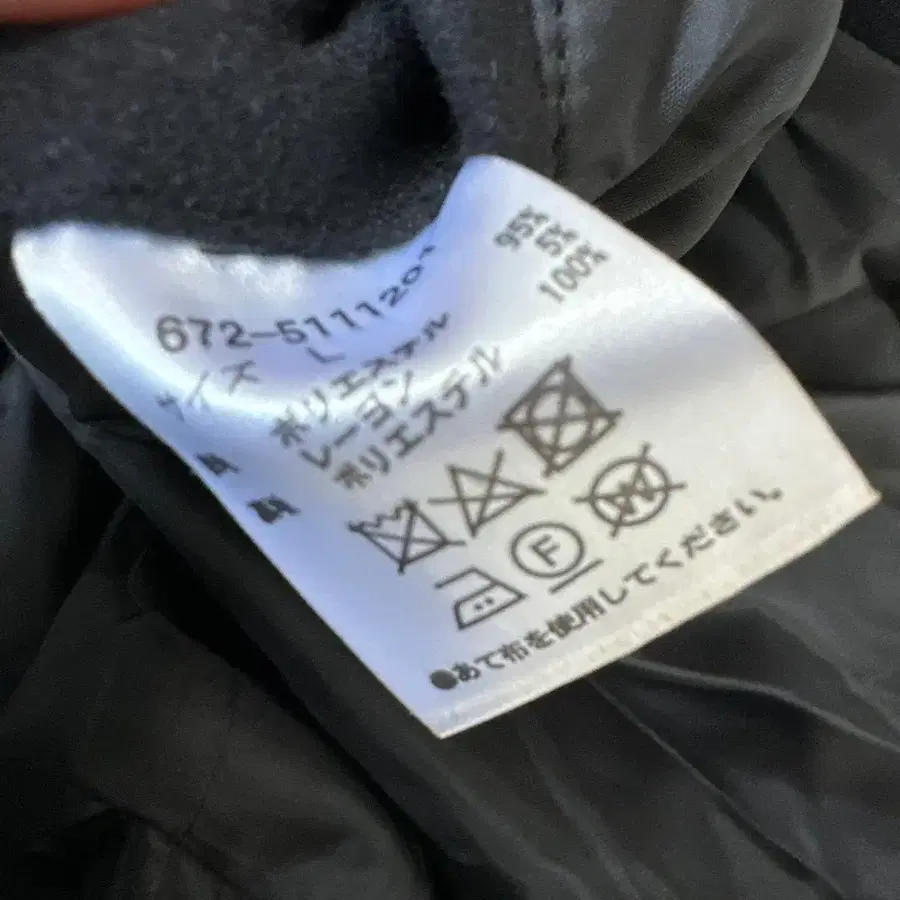 672-5111201
サイズ L
ポリエステル 95%
レーヨン 5%
ポリエステル 100%
W
F
●あて布を使用してください。